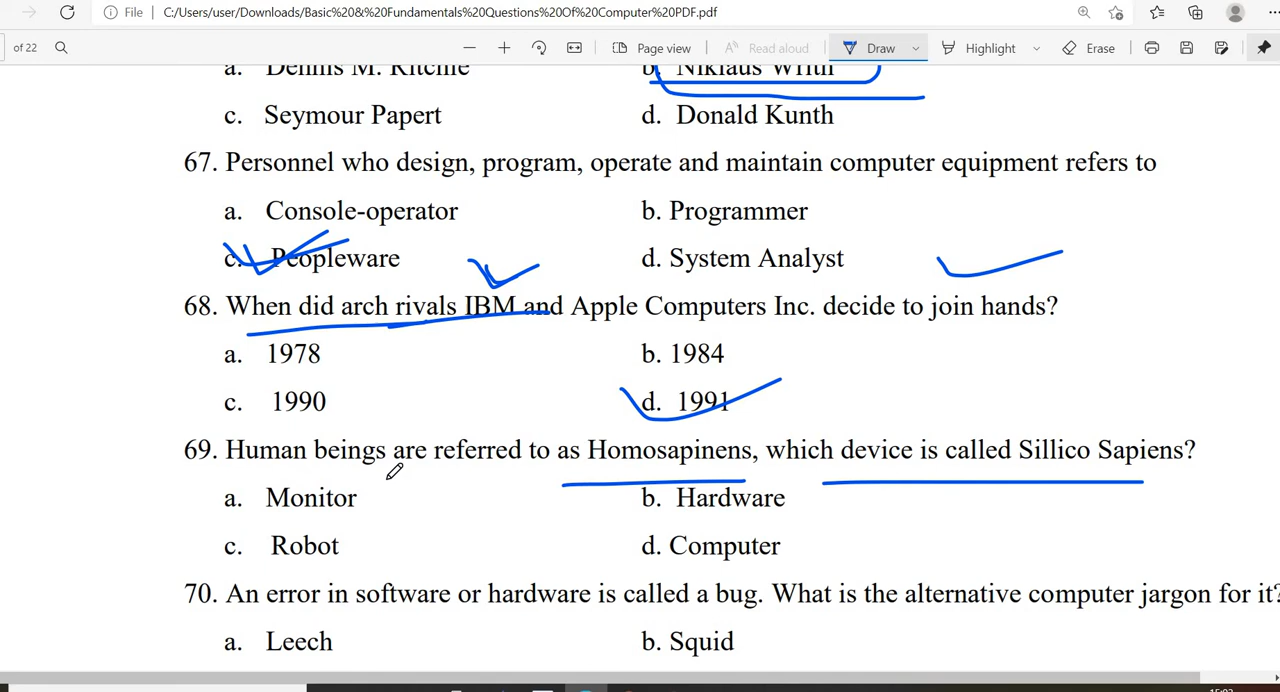 File C:/Users/user/Downloads/Basic%20&%20Fundamentals%20Questions%20Of%20Computer%20PDF.pdf
of 22 Page view Read aloud Draw Highlight Erase
a. Dennis M. Ritchie b. Niklaus Writh
c. Seymour Papert d. Donald Kunth
67. Personnel who design, program, operate and maintain computer equipment refers to
a. Console-operator b. Programmer
c. Peopleware d. System Analyst
68. When did arch rivals IBM and Apple Computers Inc. decide to join hands?
a. 1978 b. 1984
c. 1990 d. 1991
69. Human beings are referred to as Homosapinens, which device is called Sillico Sapiens?
a. Monitor b. Hardware
c. Robot d. Computer
70. An error in software or hardware is called a bug. What is the alternative computer jargon for it?
a. Leech b. Squid